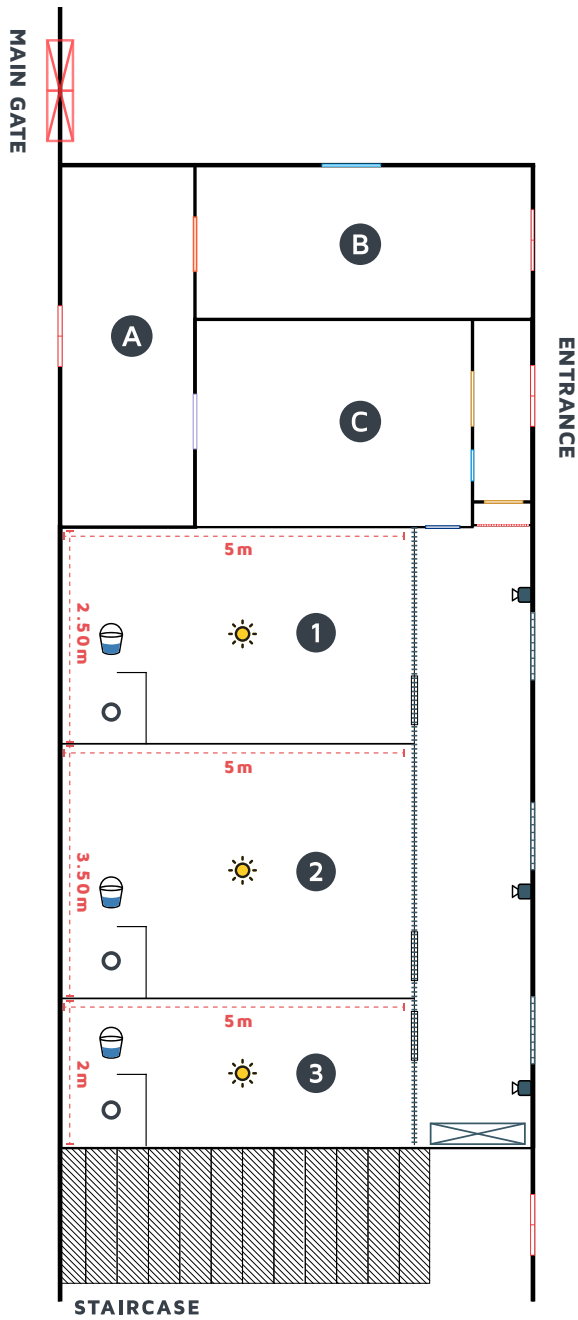 MAIN GATE
B
A
ENTRANCE
C
5m
2.50m
1
5m
3.50m
2
5m
2m
3
STAIRCASE